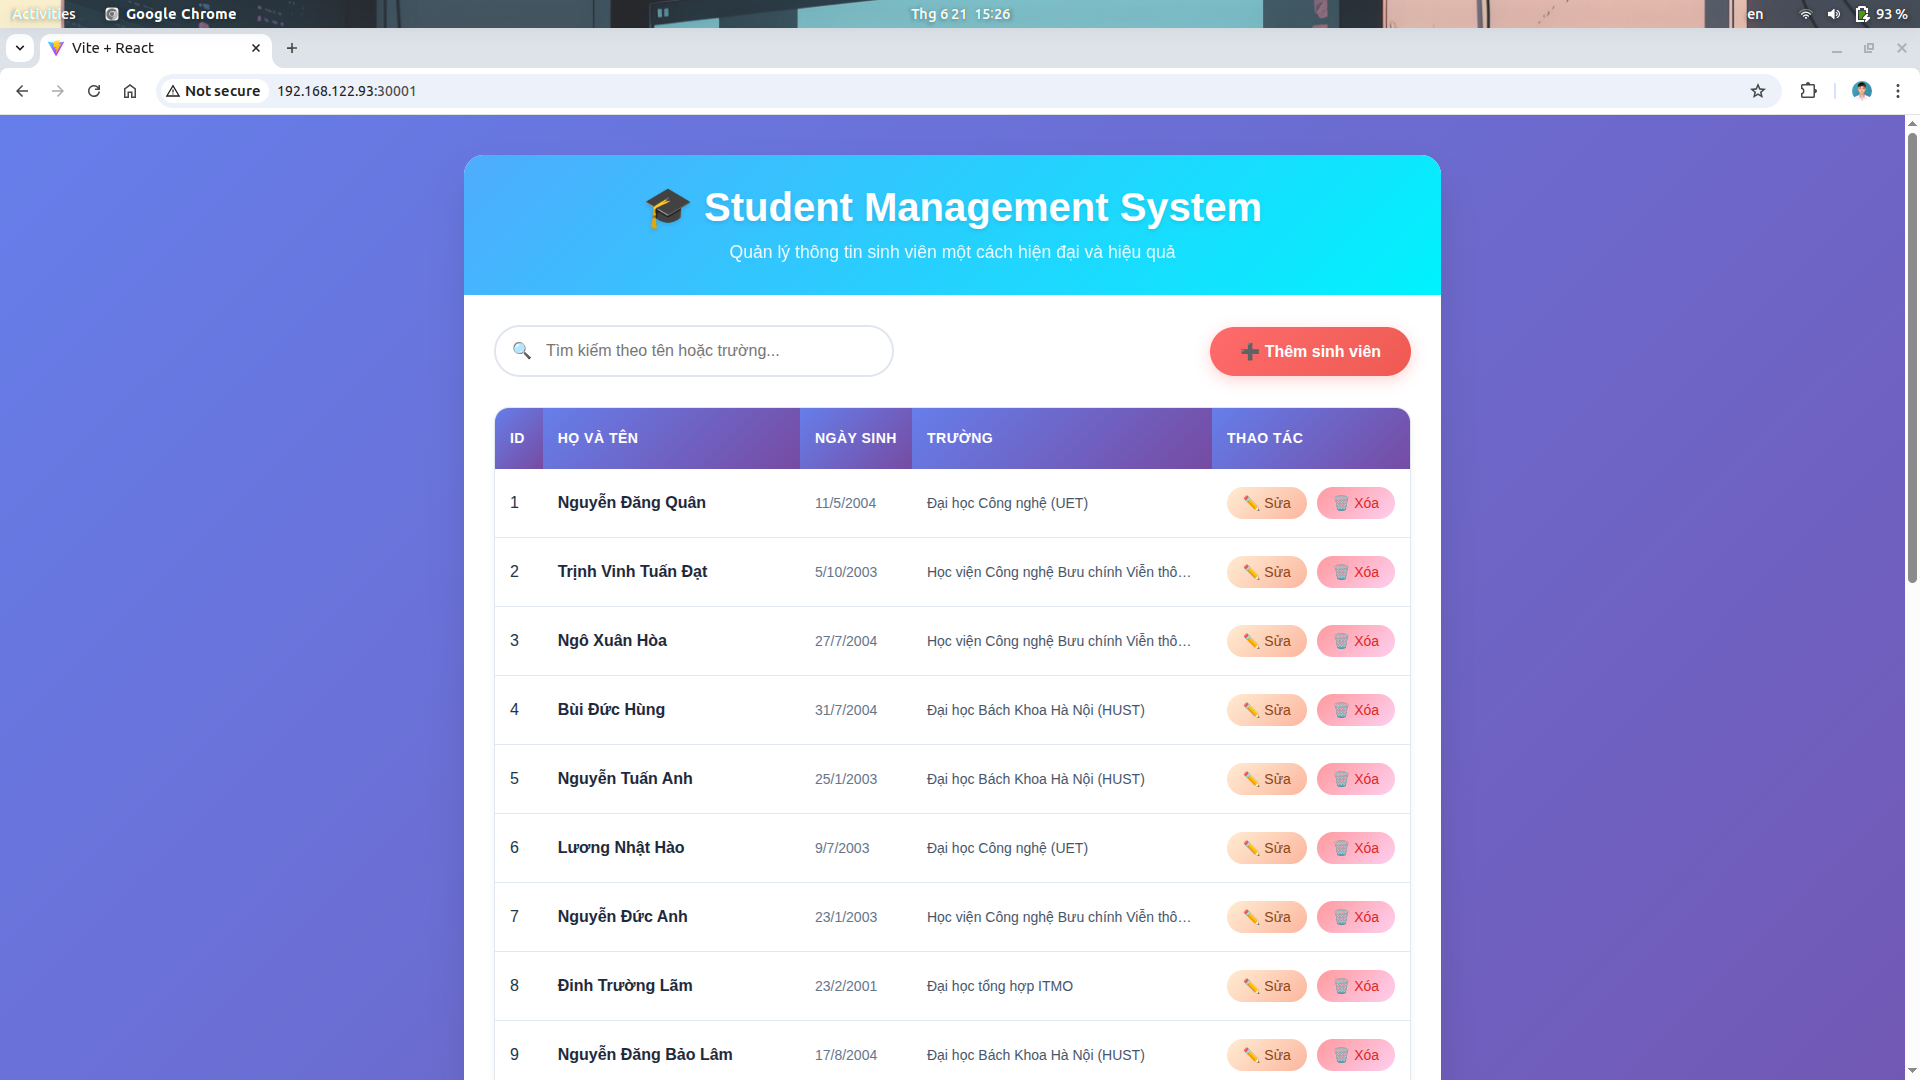 Activities Google Chrome Thg 6 21 15:26 en 93 %
Vite + React
Not secure 192.168.122.93:30001
Student Management System
Quản lý thông tin sinh viên một cách hiện đại và hiệu quả
Tìm kiếm theo tên hoặc trường... Thêm sinh viên
ID HỌ VÀ TÊN NGÀY SINH TRƯỜNG THAO TÁC
1 Nguyễn Đăng Quân 11/5/2004 Đại học Công nghệ (UET) Sửa Xóa
2 Trịnh Vinh Tuấn Đạt 5/10/2003 Học viện Công nghệ Bưu chính Viễn thô... Sửa Xóa
3 Ngô Xuân Hòa 27/7/2004 Học viện Công nghệ Bưu chính Viễn thô... Sửa Xóa
4 Bùi Đức Hùng 31/7/2004 Đại học Bách Khoa Hà Nội (HUST) Sửa Xóa
5 Nguyễn Tuấn Anh 25/1/2003 Đại học Bách Khoa Hà Nội (HUST) Sửa Xóa
6 Lương Nhật Hào 9/7/2003 Đại học Công nghệ (UET) Sửa Xóa
7 Nguyễn Đức Anh 23/1/2003 Học viện Công nghệ Bưu chính Viễn thô... Sửa Xóa
8 Đinh Trường Lãm 23/2/2001 Đại học tổng hợp ITMO Sửa Xóa
9 Nguyễn Đăng Bảo Lâm 17/8/2004 Đại học Bách Khoa Hà Nội (HUST) Sửa Xóa